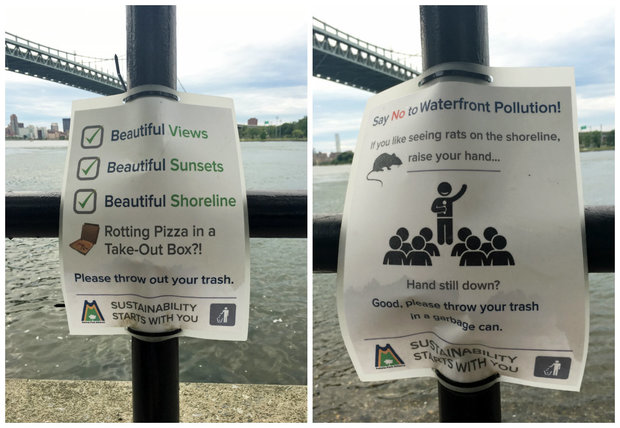 Beautiful Views
Beautiful Sunsets
Beautiful Shoreline
Rotting Pizza in a
Take-Out Box?!
Please throw out your trash.
SUSTAINABILITY
STARTS WITH YOU
Say No to Waterfront Pollution!
If you like seeing rats on the shoreline,
raise your hand...
Hand still down?
Good, please throw your trash
in a garbage can.
SUSTAINABILITY
STARTS WITH YOU